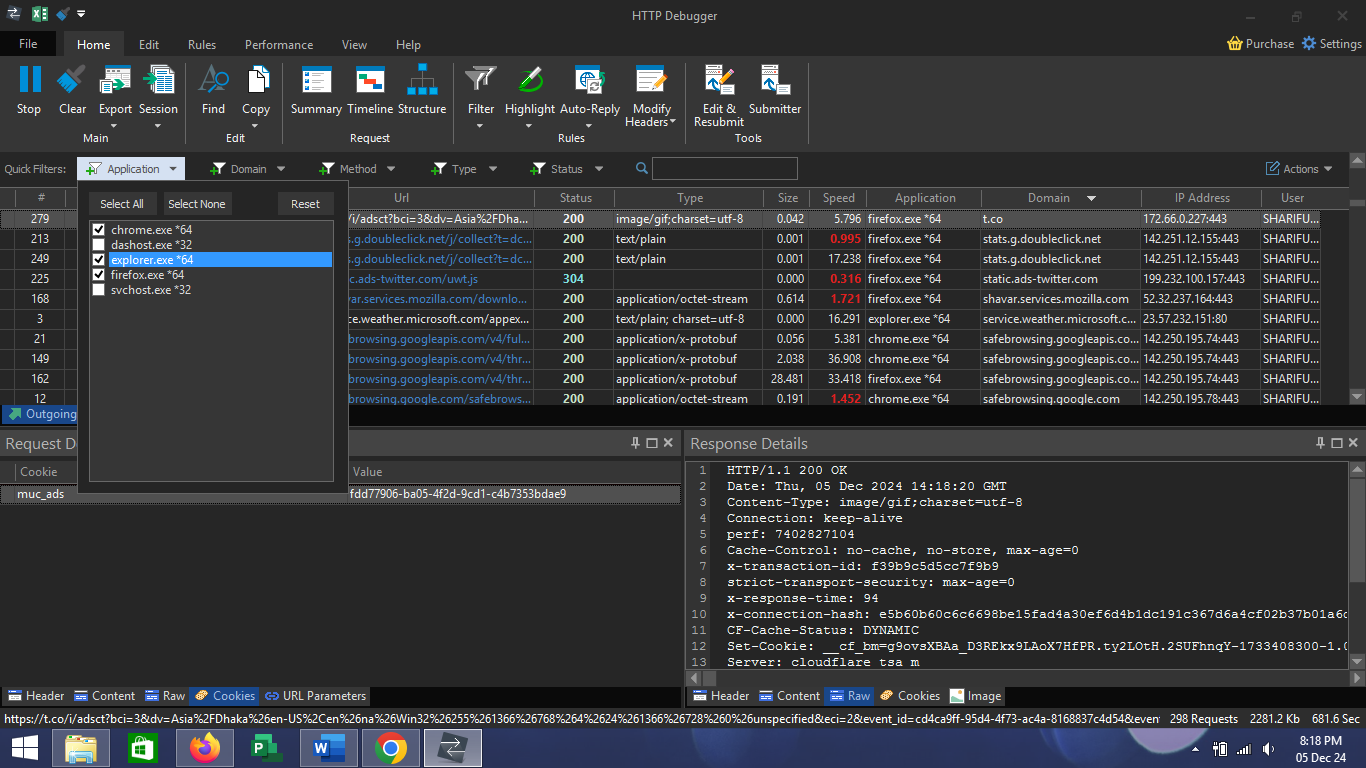 HTTP Debugger
File Home Edit Rules Performance View Help Purchase Settings
Stop Clear Export Session Find Copy Summary Timeline Structure Filter Highlight Auto-Reply Modify Headers Edit & Resubmit Submitter
Main Edit Request Rules Tools
Quick Filters: Application Domain Method Type Status Actions
# Url Status Type Size Speed Application Domain IP Address User
Select All Select None Reset
chrome.exe *64
dashost.exe *32
explorer.exe *64
firefox.exe *64
svchost.exe *32
279 /i/adsct?bci=3&dv=Asia%2FDha... 200 image/gif;charset=utf-8 0.042 5.796 firefox.exe *64 t.co 172.66.0.227:443 SHARIFU...
213 stats.g.doubleclick.net/j/collect?t=dc... 200 text/plain 0.001 0.995 firefox.exe *64 stats.g.doubleclick.net 142.251.12.155:443 SHARIFU...
249 stats.g.doubleclick.net/j/collect?t=dc... 200 text/plain 0.001 17.238 firefox.exe *64 stats.g.doubleclick.net 142.251.12.155:443 SHARIFU...
225 tic.ads-twitter.com/uwt.js 304 0.000 0.316 firefox.exe *64 static.ads-twitter.com 199.232.100.157:443 SHARIFU...
168 shavar.services.mozilla.com/downlo... 200 application/octet-stream 0.614 1.721 firefox.exe *64 shavar.services.mozilla.com 52.32.237.164:443 SHARIFU...
3 service.weather.microsoft.com/appex... 200 text/plain; charset=utf-8 0.000 16.291 explorer.exe *64 service.weather.microsoft.c... 23.57.232.151:80 SHARIFU...
21 febrowsing.googleapis.com/v4/ful... 200 application/x-protobuf 0.056 5.381 chrome.exe *64 safebrowsing.googleapis.co... 142.250.195.74:443 SHARIFU...
149 febrowsing.googleapis.com/v4/thr... 200 application/x-protobuf 2.038 36.908 chrome.exe *64 safebrowsing.googleapis.co... 142.250.195.74:443 SHARIFU...
162 febrowsing.googleapis.com/v4/thr... 200 application/x-protobuf 28.481 33.418 firefox.exe *64 safebrowsing.googleapis.co... 142.250.195.74:443 SHARIFU...
12 febrowsing.google.com/safebrows... 200 application/octet-stream 0.191 1.452 chrome.exe *64 safebrowsing.google.com 142.250.195.78:443 SHARIFU...
Outgoing
Request D Response Details
Cookie Value
muc_ads fdd77906-ba05-4f2d-9cd1-c4b7353bdae9
1 HTTP/1.1 200 OK
2 Date: Thu, 05 Dec 2024 14:18:20 GMT
3 Content-Type: image/gif;charset=utf-8
4 Connection: keep-alive
5 perf: 7402827104
6 Cache-Control: no-cache, no-store, max-age=0
7 x-transaction-id: f39b9c5d5cc7f9b9
8 strict-transport-security: max-age=0
9 x-response-time: 94
10 x-connection-hash: e5b60b60c6c6698be15fad4a30ef6d4b1dc191c367d6a4cf02b37b01a6
11 CF-Cache-Status: DYNAMIC
12 Set-Cookie: __cf_bm=g9ovsXBAa_D3REkx9LAoX7HfPR.ty2LOtH.2SUFhnqY-1733408300-1.0
13 Server: cloudflare tsa m
Header Content Raw Cookies URL Parameters Header Content Raw Cookies Image
https://t.co/i/adsct?bci=3&dv=Asia%2FDhaka%26en-US%2Cen%26na%26Win32%26255%261366%26768%264%2624%261366%26728%260%26unspecified&eci=2&event_id=cd4ca9ff-95d4-4f73-ac4a-8168837c4d54&even 298 Requests 2281.2 Kb 681.6 Sec
8:18 PM
05 Dec 24